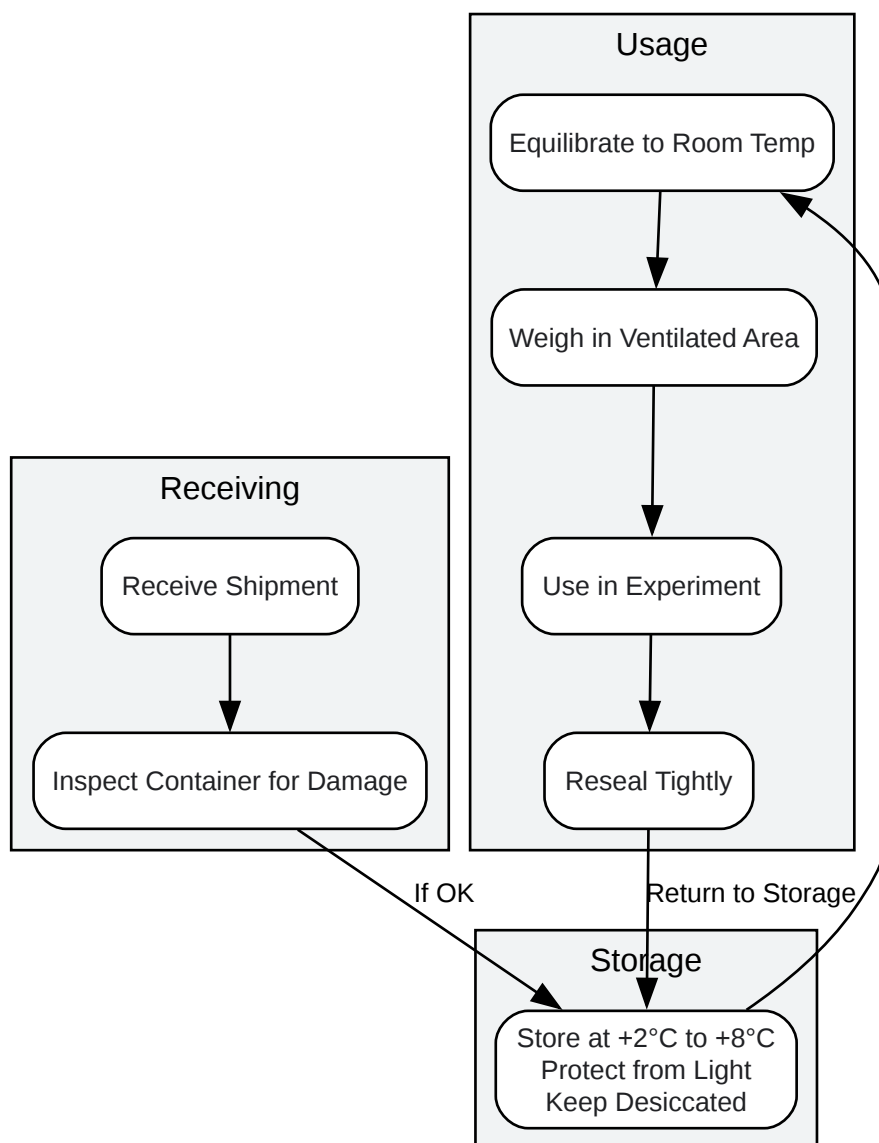 Usage
Equilibrate to Room Temp
Weigh in Ventilated Area
Receiving
Receive Shipment
Use in Experiment
Inspect Container for Damage
Reseal Tightly
If OK
Return to Storage
Storage
Store at +2°C to +8°C
Protect from Light
Keep Desiccated